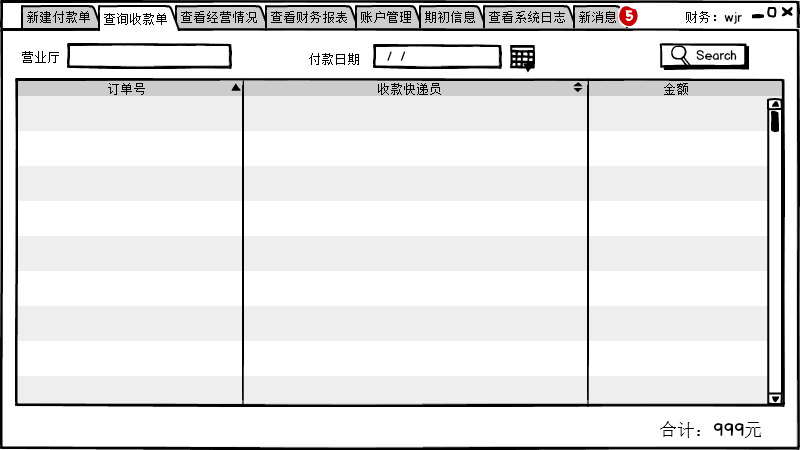 新建付款单 查询收款单 查看经营情况 查看财务报表 账户管理 期初信息 查看系统日志 新消息 5 财务：wjr
营业厅 付款日期 / / Search
订单号 收款快递员 金额
合计：999元